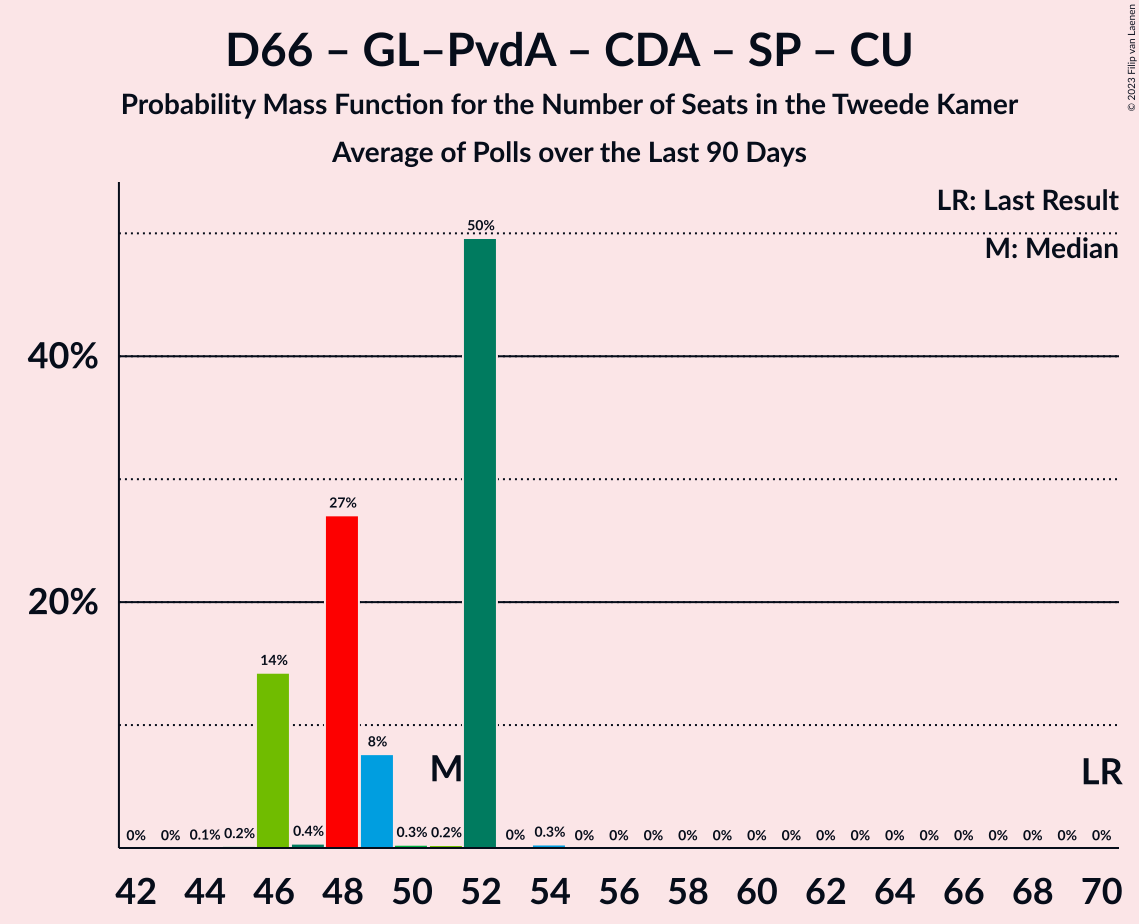 D66 – GL–PvdA – CDA – SP – CU
Probability Mass Function for the Number of Seats in the Tweede Kamer
Average of Polls over the Last 90 Days
© 2023 Filip van Laenen
LR: Last Result
M: Median
50%
40%
27%
20%
14%
8%
M
LR
0% 0% 0.1% 0.2% 0.4% 0.3% 0.2% 0% 0.3% 0% 0% 0% 0% 0% 0% 0% 0% 0% 0% 0% 0% 0% 0% 0% 0%
42 44 46 48 50 52 54 56 58 60 62 64 66 68 70